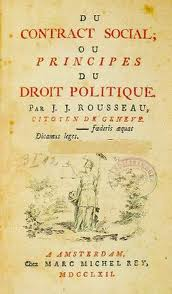 DU
CONTRACT SOCIAL;
OU
PRINCIPES
DU
DROIT POLITIQUE.
PAR J. J. ROUSSEAU,
CITOYEN DE GENEVE.
— fœderis æquat
Dicamus leges.
A AMSTERDAM,
Chez MARC MICHEL REY,
MDCCLXII.